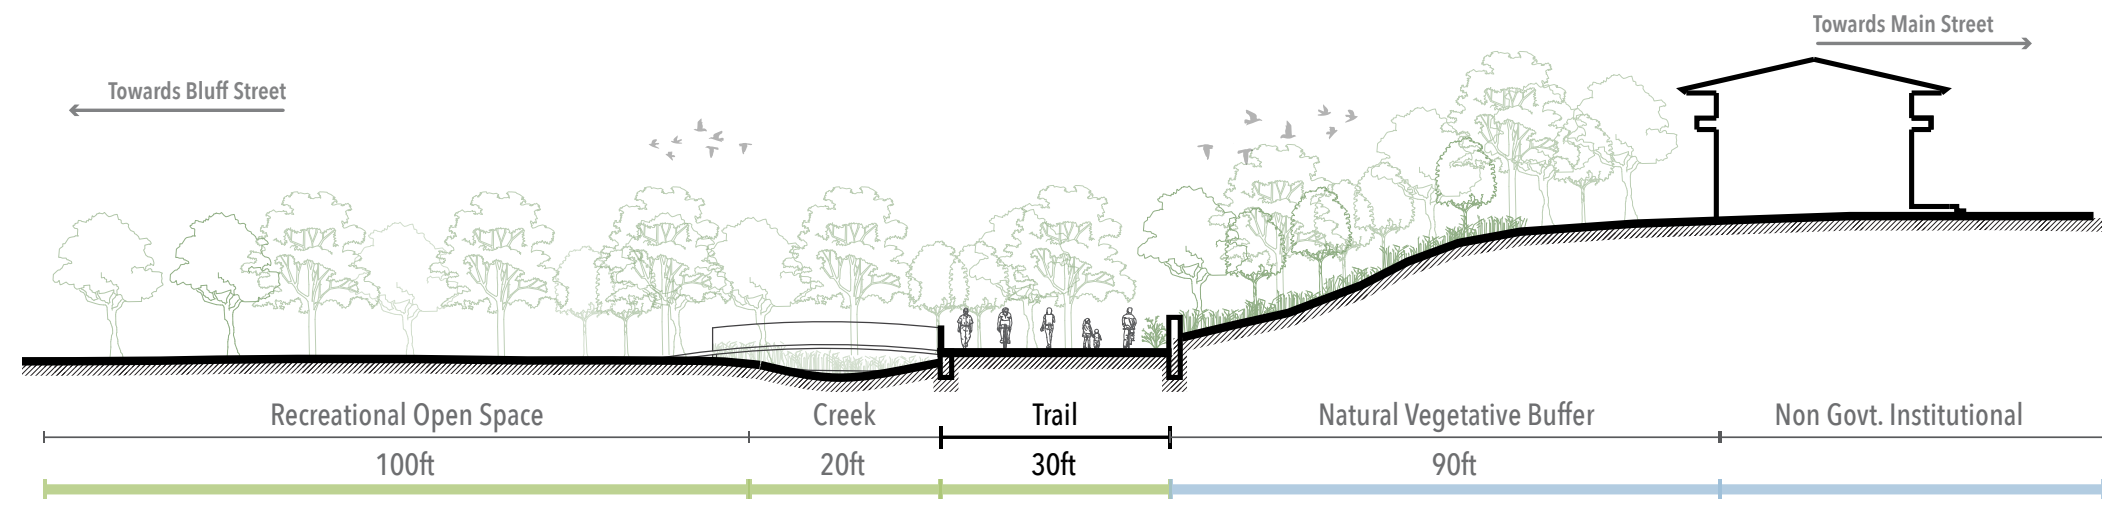 Towards Main Street
Towards Bluff Street
Recreational Open Space
Creek
Trail
Natural Vegetative Buffer
Non Govt. Institutional
100ft
20ft
30ft
90ft